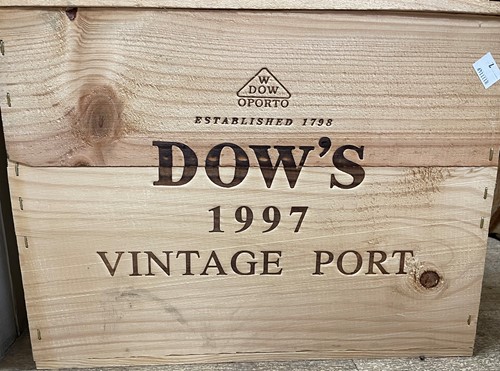 W
DOW
OPORTO
ESTABLISHED 1798
DOW'S
1997
VINTAGE PORT